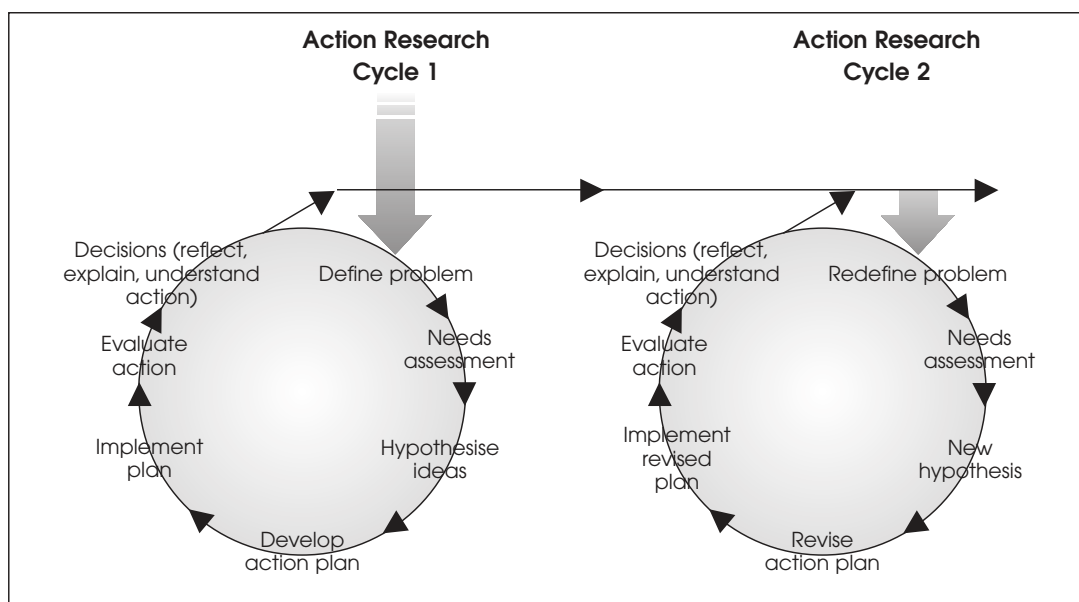 Action Research
Cycle 1
Decisions (reflect,
explain, understand
action)
Define problem
Needs
assessment
Hypothesise
ideas
Develop
action plan
Implement
plan
Evaluate
action
Action Research
Cycle 2
Decisions (reflect,
explain, understand
action)
Redefine problem
Needs
assessment
New
hypothesis
Revise
action plan
Implement
revised
plan
Evaluate
action